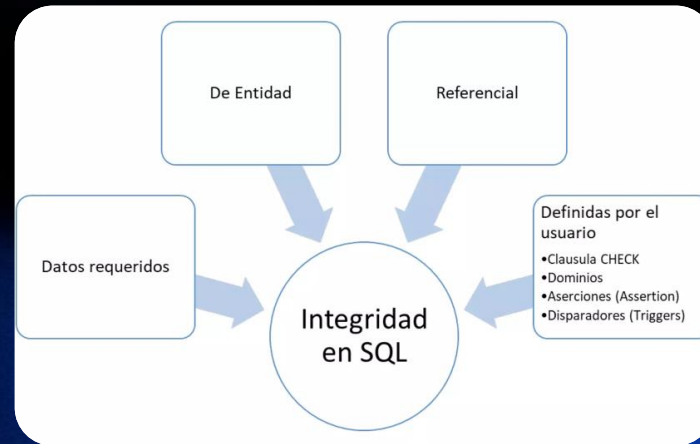 De Entidad
Referencial
Datos requeridos
Definidas por el
usuario
•Clausula CHECK
•Dominios
•Aserciones (Assertion)
•Disparadores (Triggers)
Integridad
en SQL